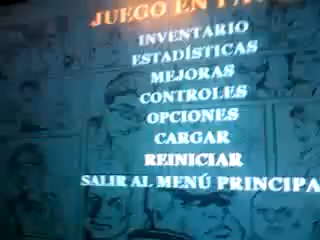 JUEGO EN
INVENTARIO
ESTADÍSTICAS
MEJORAS
CONTROLES
OPCIONES
CARGAR
REINICIAR
SALIR AL MENÚ PRINCIPA